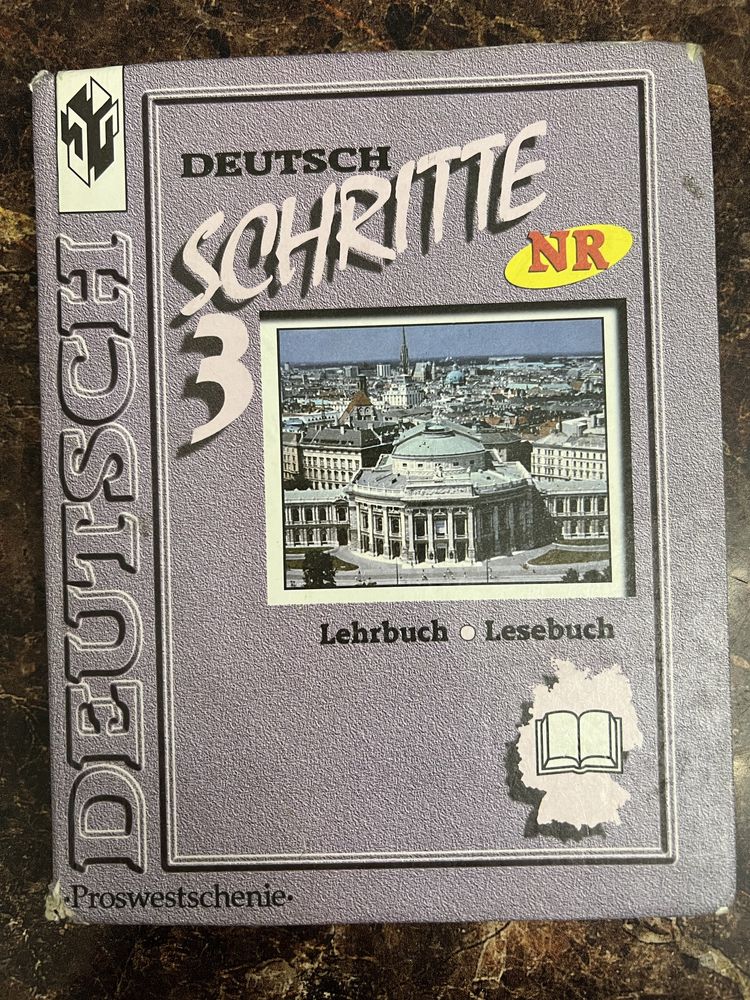 DEUTSCH
SCHRITTE
NR
3
Lehrbuch • Lesebuch
DEUTSCH
·Proswestschenie·